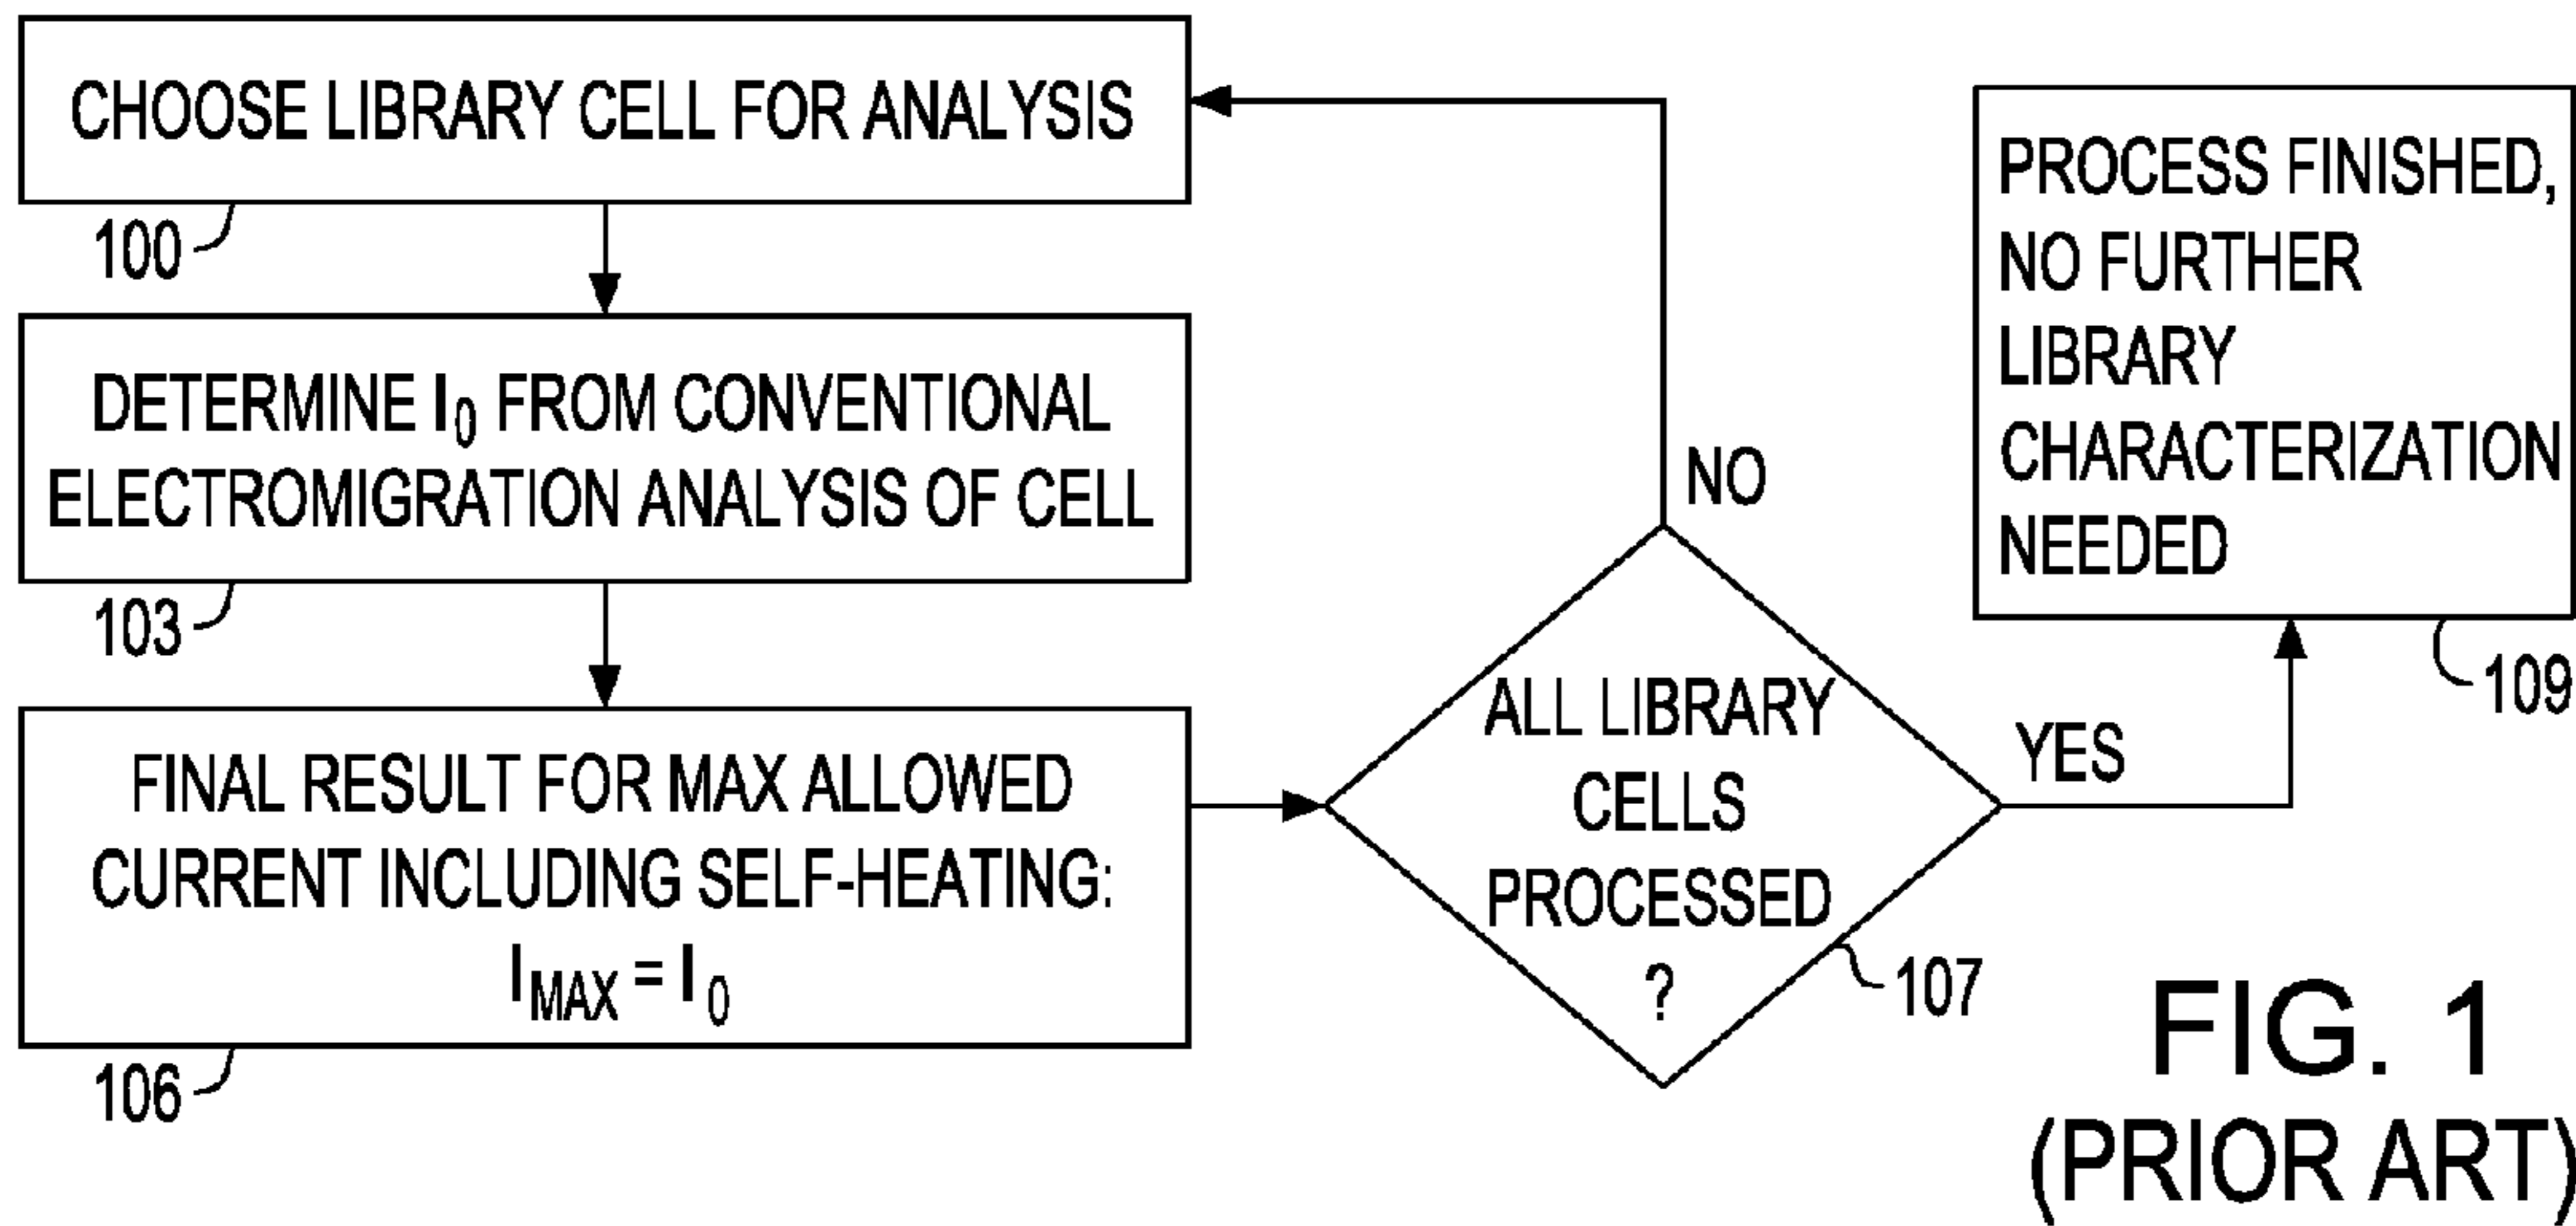 CHOOSE LIBRARY CELL FOR ANALYSIS
100
DETERMINE I0 FROM CONVENTIONAL
ELECTROMIGRATION ANALYSIS OF CELL
103
FINAL RESULT FOR MAX ALLOWED
CURRENT INCLUDING SELF-HEATING:
IMAX = I0
106
ALL LIBRARY
CELLS
PROCESSED
?
107
NO
YES
PROCESS FINISHED,
NO FURTHER
LIBRARY
CHARACTERIZATION
NEEDED
109
FIG. 1
(PRIOR ART)